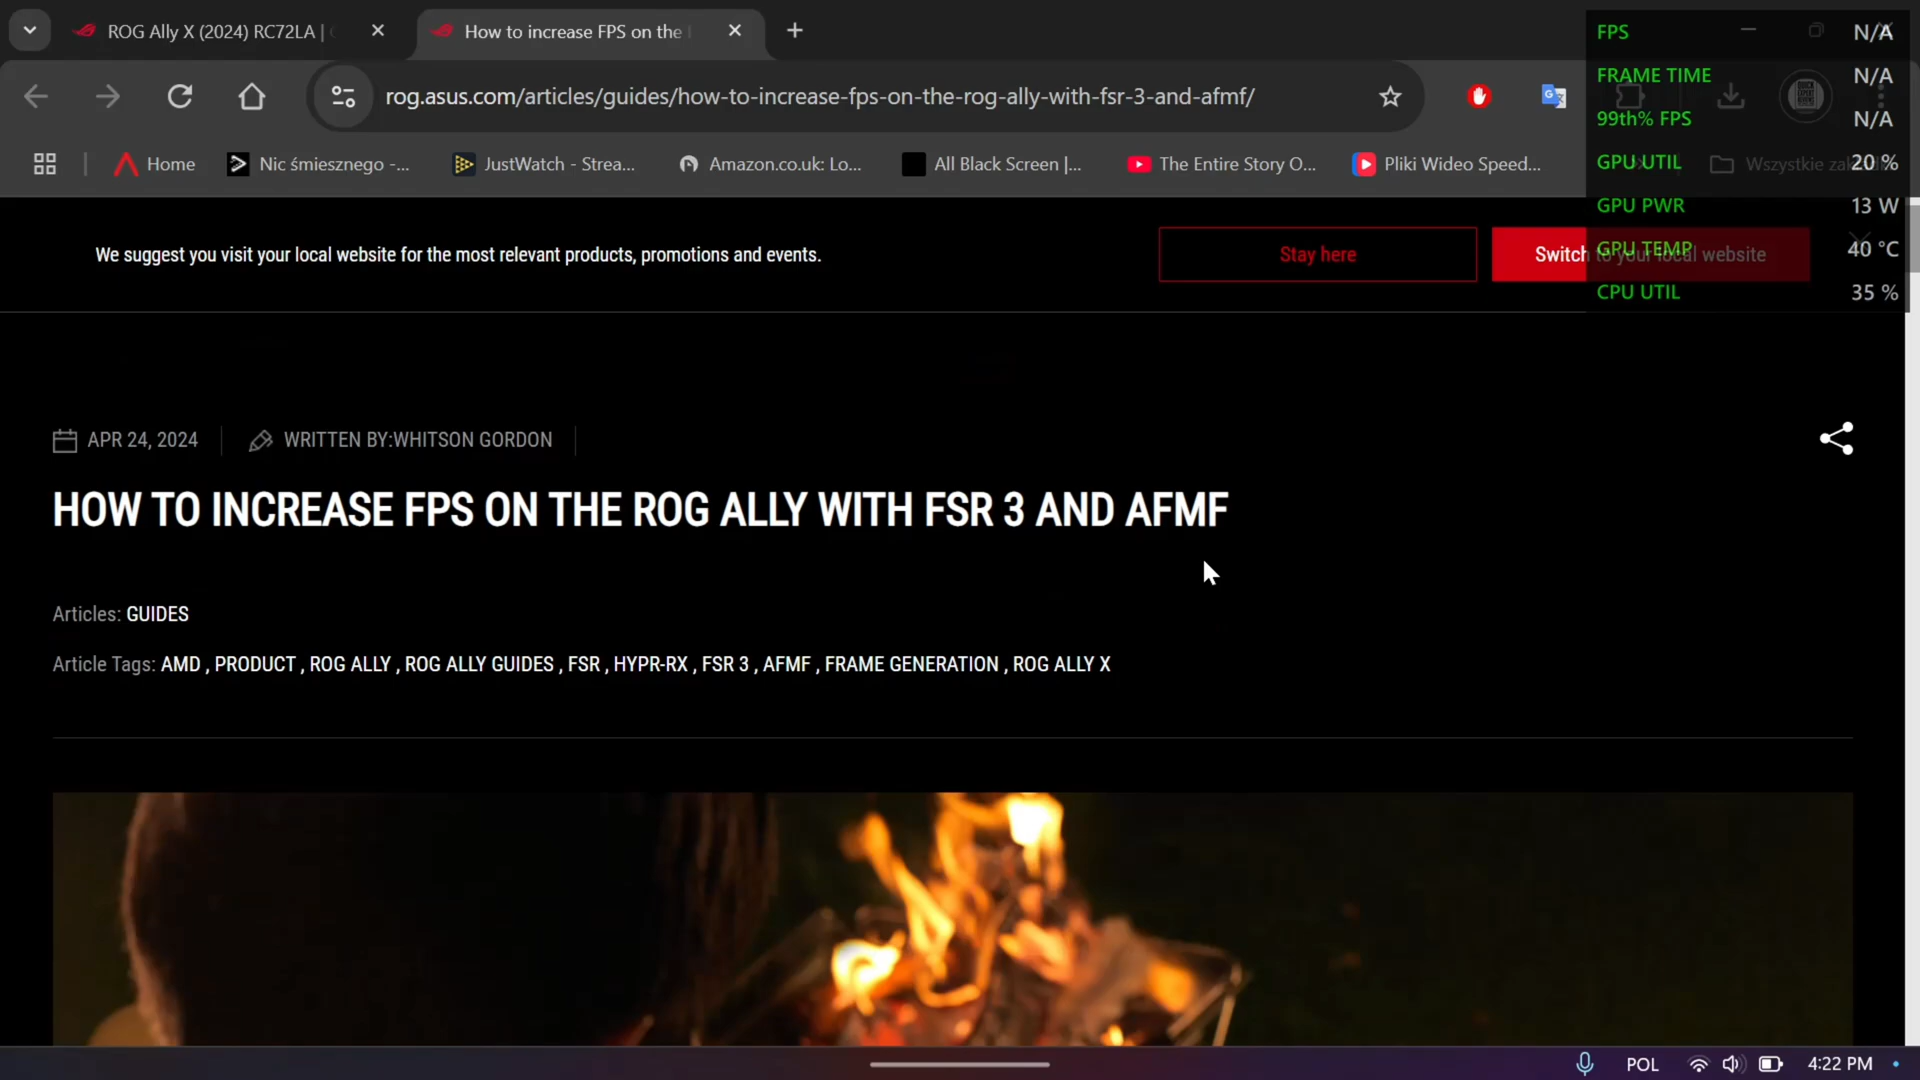 ROG Ally X (2024) RC72LA |
How to increase FPS on the
rog.asus.com/articles/guides/how-to-increase-fps-on-the-rog-ally-with-fsr-3-and-afmf/
Home
Nic śmiesznego -...
JustWatch - Strea...
Amazon.co.uk: Lo...
All Black Screen |...
The Entire Story O...
Pliki Wideo Speed...
Wszystkie
FPS N/A
FRAME TIME N/A
99th% FPS N/A
GPU UTIL 20 %
GPU PWR 13 W
GPU TEMP 40 °C
CPU UTIL 35 %
We suggest you visit your local website for the most relevant products, promotions and events.
Stay here
Switch to your local website
APR 24, 2024
WRITTEN BY:WHITSON GORDON
HOW TO INCREASE FPS ON THE ROG ALLY WITH FSR 3 AND AFMF
Articles: GUIDES
Article Tags: AMD , PRODUCT , ROG ALLY , ROG ALLY GUIDES , FSR , HYPR-RX , FSR 3 , AFMF , FRAME GENERATION , ROG ALLY X
POL
4:22 PM